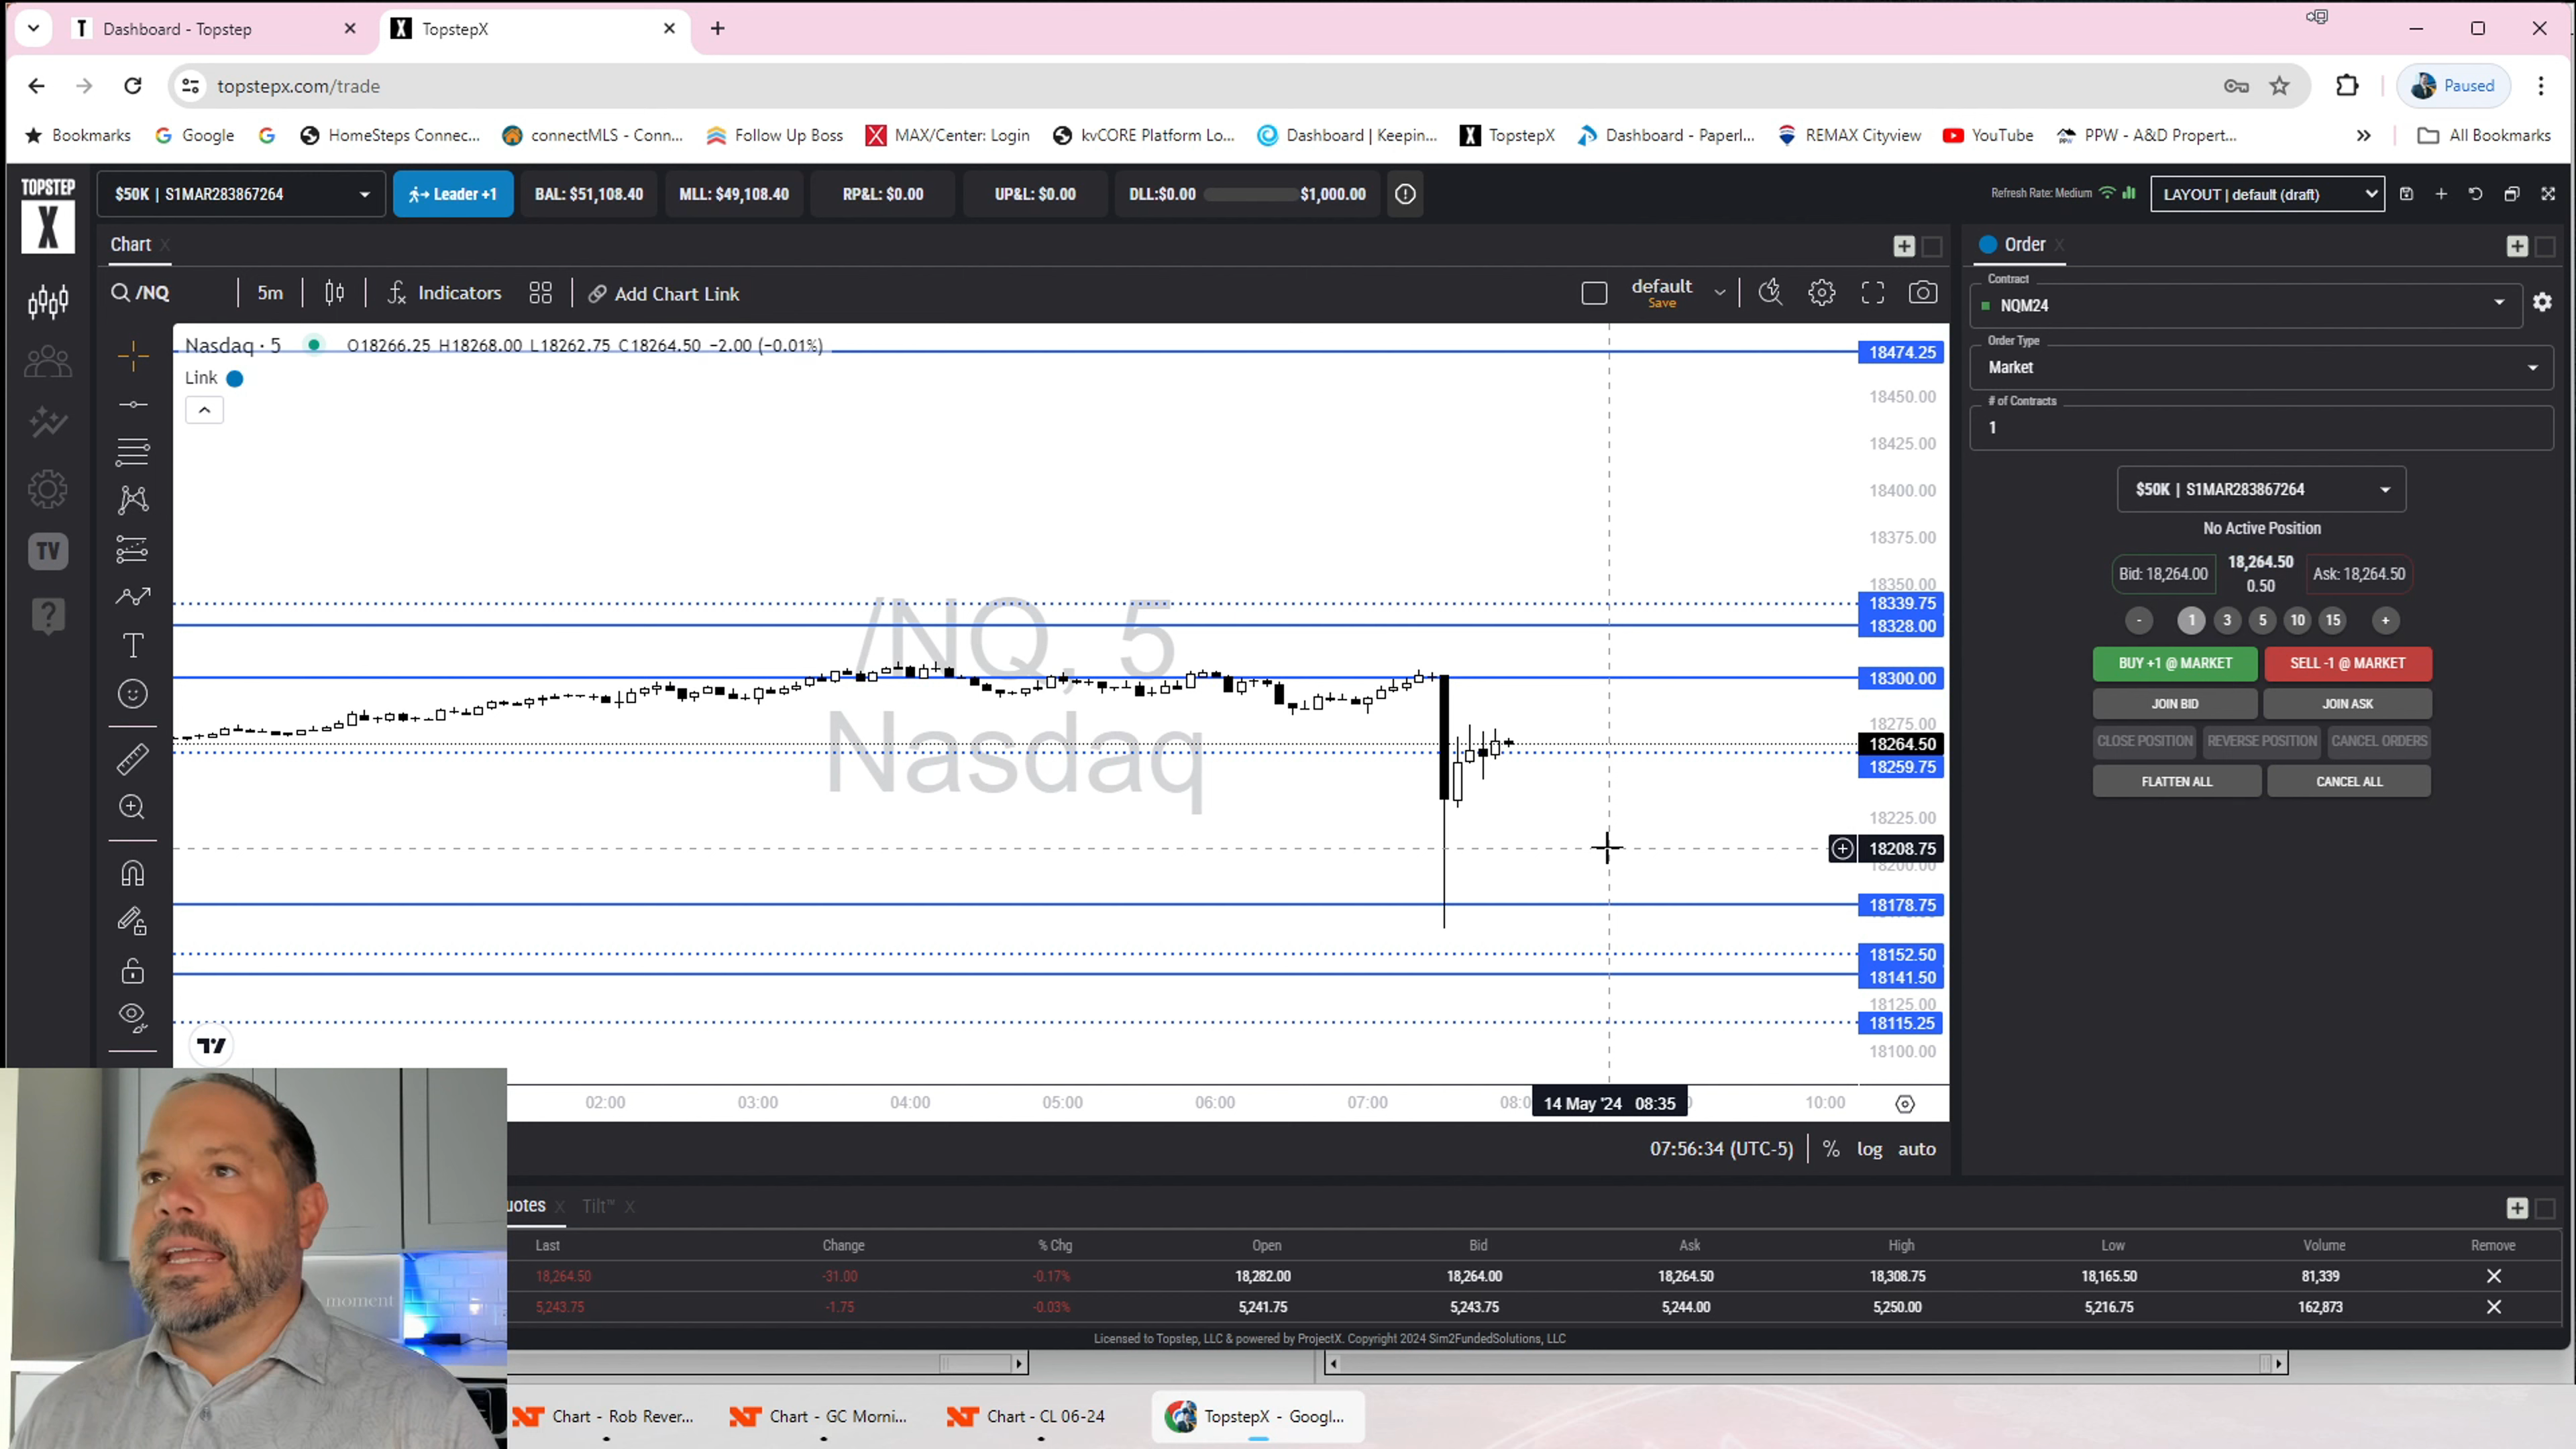 Dashboard - Topstep
TopstepX
topstepx.com/trade
Paused
Bookmarks
Google
HomeSteps Connec...
connectMLS - Conn...
Follow Up Boss
MAX/Center: Login
kvCORE Platform Lo...
Dashboard | Keepin...
TopstepX
Dashboard - Paperl...
REMAX Cityview
YouTube
PPW - A&D Propert...
All Bookmarks
TOPSTEP X
$50K | S1MAR283867264
Leader +1
BAL: $51,108.40
MLL: $49,108.40
RP&L: $0.00
UP&L: $0.00
DLL:$0.00 $1,000.00
Refresh Rate: Medium
LAYOUT | default (draft)
Chart X
Order X
/NQ
5m
Indicators
Add Chart Link
default
Save
Nasdaq · 5 O18266.25 H18268.00 L18262.75 C18264.50 −2.00 (−0.01%)
Link
/NQ, 5
Nasdaq
18474.25
18450.00
18425.00
18400.00
18375.00
18350.00
18339.75
18328.00
18300.00
18275.00
18264.50
18259.75
18225.00
18208.75
18200.00
18178.75
18152.50
18141.50
18125.00
18115.25
18100.00
02:00 03:00 04:00 05:00 06:00 07:00 08:0 14 May '24 08:35 10:00
07:56:34 (UTC-5) % log auto
Contract
NQM24
Order Type
Market
# of Contracts
1
$50K | S1MAR283867264
No Active Position
Bid: 18,264.00
18,264.50
0.50
Ask: 18,264.50
- 1 3 5 10 15 +
BUY +1 @ MARKET
SELL -1 @ MARKET
JOIN BID
JOIN ASK
CLOSE POSITION
REVERSE POSITION
CANCEL ORDERS
FLATTEN ALL
CANCEL ALL
TV
moment
uotes X Tilt™ X
Last Change % Chg Open Bid Ask High Low Volume Remove
18,264.50 -31.00 -0.17% 18,282.00 18,264.00 18,264.50 18,308.75 18,165.50 81,339
5,243.75 -1.75 -0.03% 5,241.75 5,243.75 5,244.00 5,250.00 5,216.75 162,873
Licensed to Topstep, LLC & powered by ProjectX. Copyright 2024 Sim2FundedSolutions, LLC
Chart - Rob Rever...
Chart - GC Morni...
Chart - CL 06-24
TopstepX - Googl...